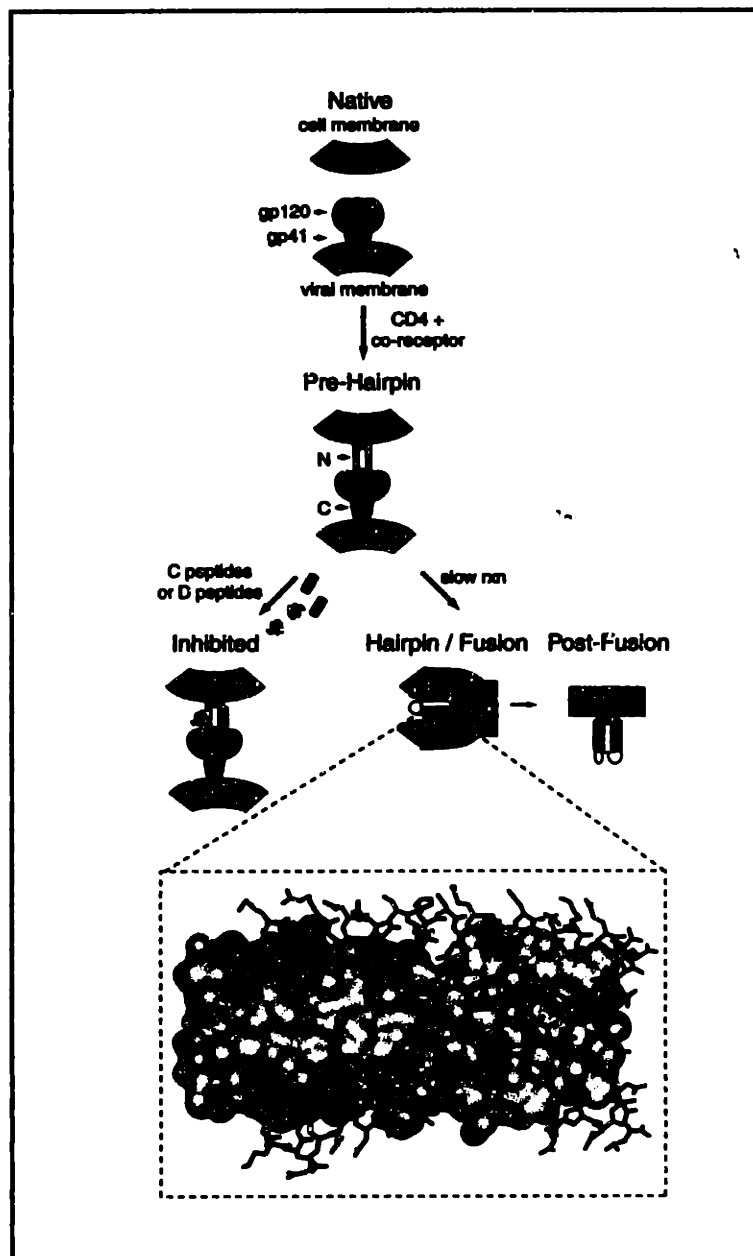 Native
cell membrane
gp120
gp41
viral membrane
CD4 +
co-receptor
Pre-Hairpin
N
C
C peptides
or D peptides
slow rxn
Inhibited
Hairpin / Fusion
Post-Fusion